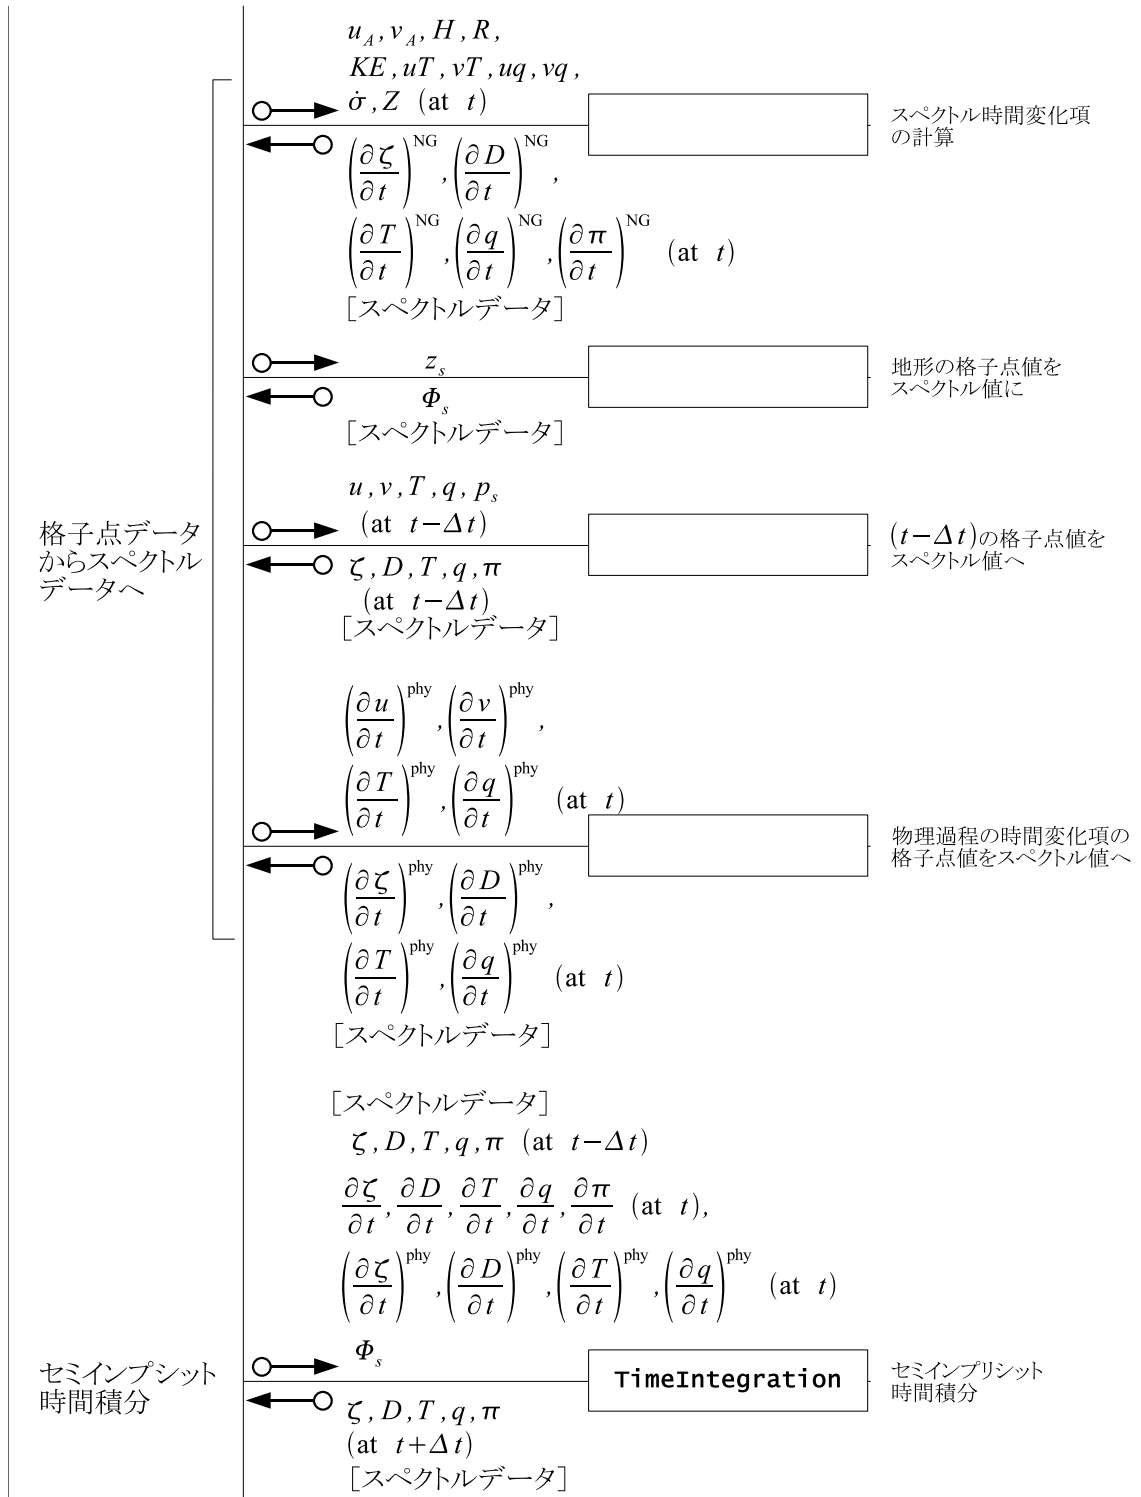 u_A , v_A , H , R ,
KE , uT , vT , uq , vq ,
σ̇ , Z (at t)
スペクトル時間変化項
の計算
(∂ζ/∂t)^NG , (∂D/∂t)^NG ,
(∂T/∂t)^NG , (∂q/∂t)^NG , (∂π/∂t)^NG (at t)
[スペクトルデータ]
z_s
地形の格子点値を
スペクトル値に
Φ_s
[スペクトルデータ]
格子点データ
からスペクトル
データへ
u , v , T , q , p_s
(at t−Δt)
(t−Δt)の格子点値を
スペクトル値へ
ζ , D , T , q , π
(at t−Δt)
[スペクトルデータ]
(∂u/∂t)^phy , (∂v/∂t)^phy ,
(∂T/∂t)^phy , (∂q/∂t)^phy (at t)
物理過程の時間変化項の
格子点値をスペクトル値へ
(∂ζ/∂t)^phy , (∂D/∂t)^phy ,
(∂T/∂t)^phy , (∂q/∂t)^phy (at t)
[スペクトルデータ]
[スペクトルデータ]
ζ , D , T , q , π (at t−Δt)
∂ζ/∂t , ∂D/∂t , ∂T/∂t , ∂q/∂t , ∂π/∂t (at t),
(∂ζ/∂t)^phy , (∂D/∂t)^phy , (∂T/∂t)^phy , (∂q/∂t)^phy (at t)
Φ_s
セミインプシット
時間積分
TimeIntegration
セミインプリシット
時間積分
ζ , D , T , q , π
(at t+Δt)
[スペクトルデータ]